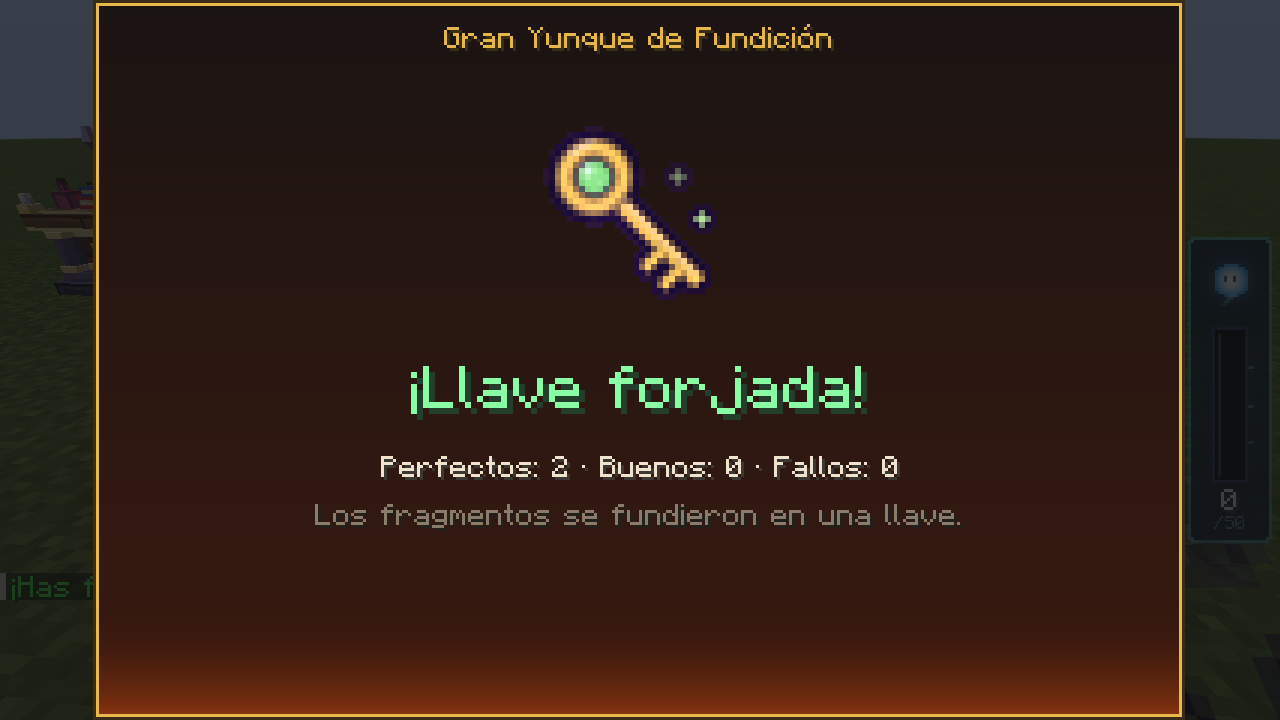 Gran Yunque de Fundición
¡Llave forjada!
Perfectos: 2 · Buenos: 0 · Fallos: 0
Los fragmentos se fundieron en una llave.
0
/50
¡Has f